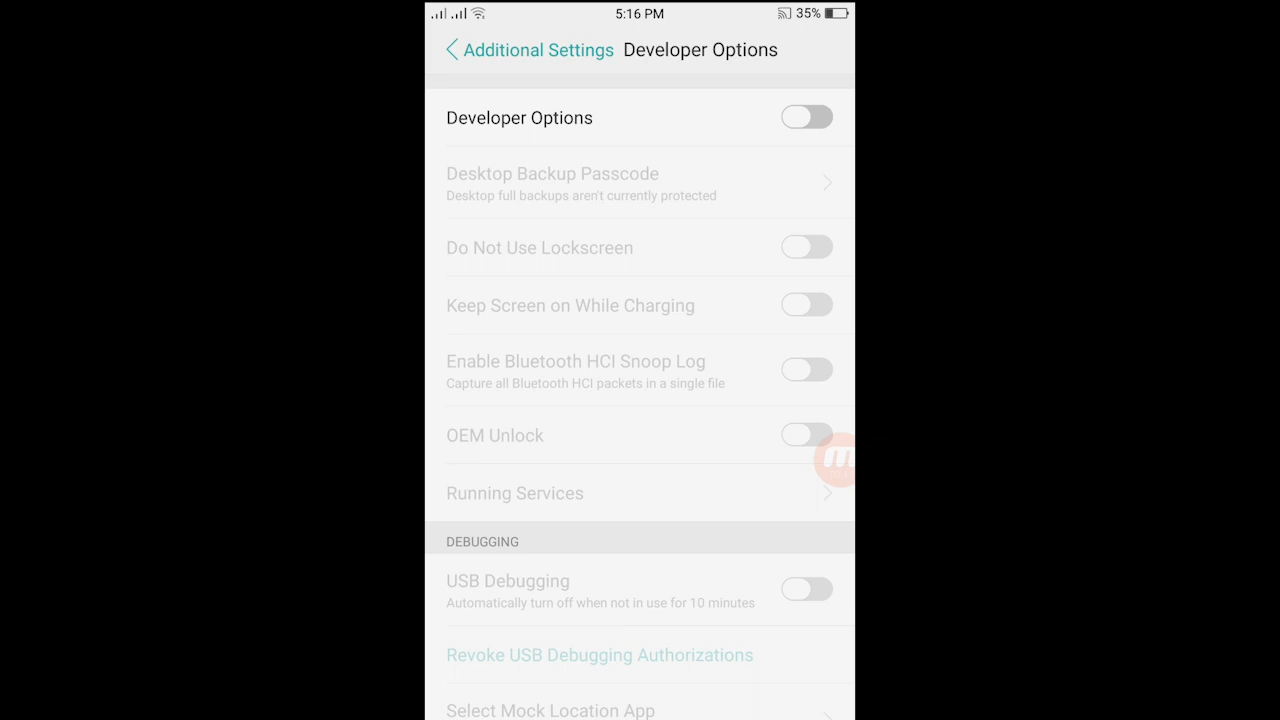 5:16 PM
35%
Additional Settings Developer Options
Developer Options
Desktop Backup Passcode
Desktop full backups aren't currently protected
Do Not Use Lockscreen
Keep Screen on While Charging
Enable Bluetooth HCI Snoop Log
Capture all Bluetooth HCI packets in a single file
OEM Unlock
Running Services
DEBUGGING
USB Debugging
Automatically turn off when not in use for 10 minutes
Revoke USB Debugging Authorizations
Select Mock Location App